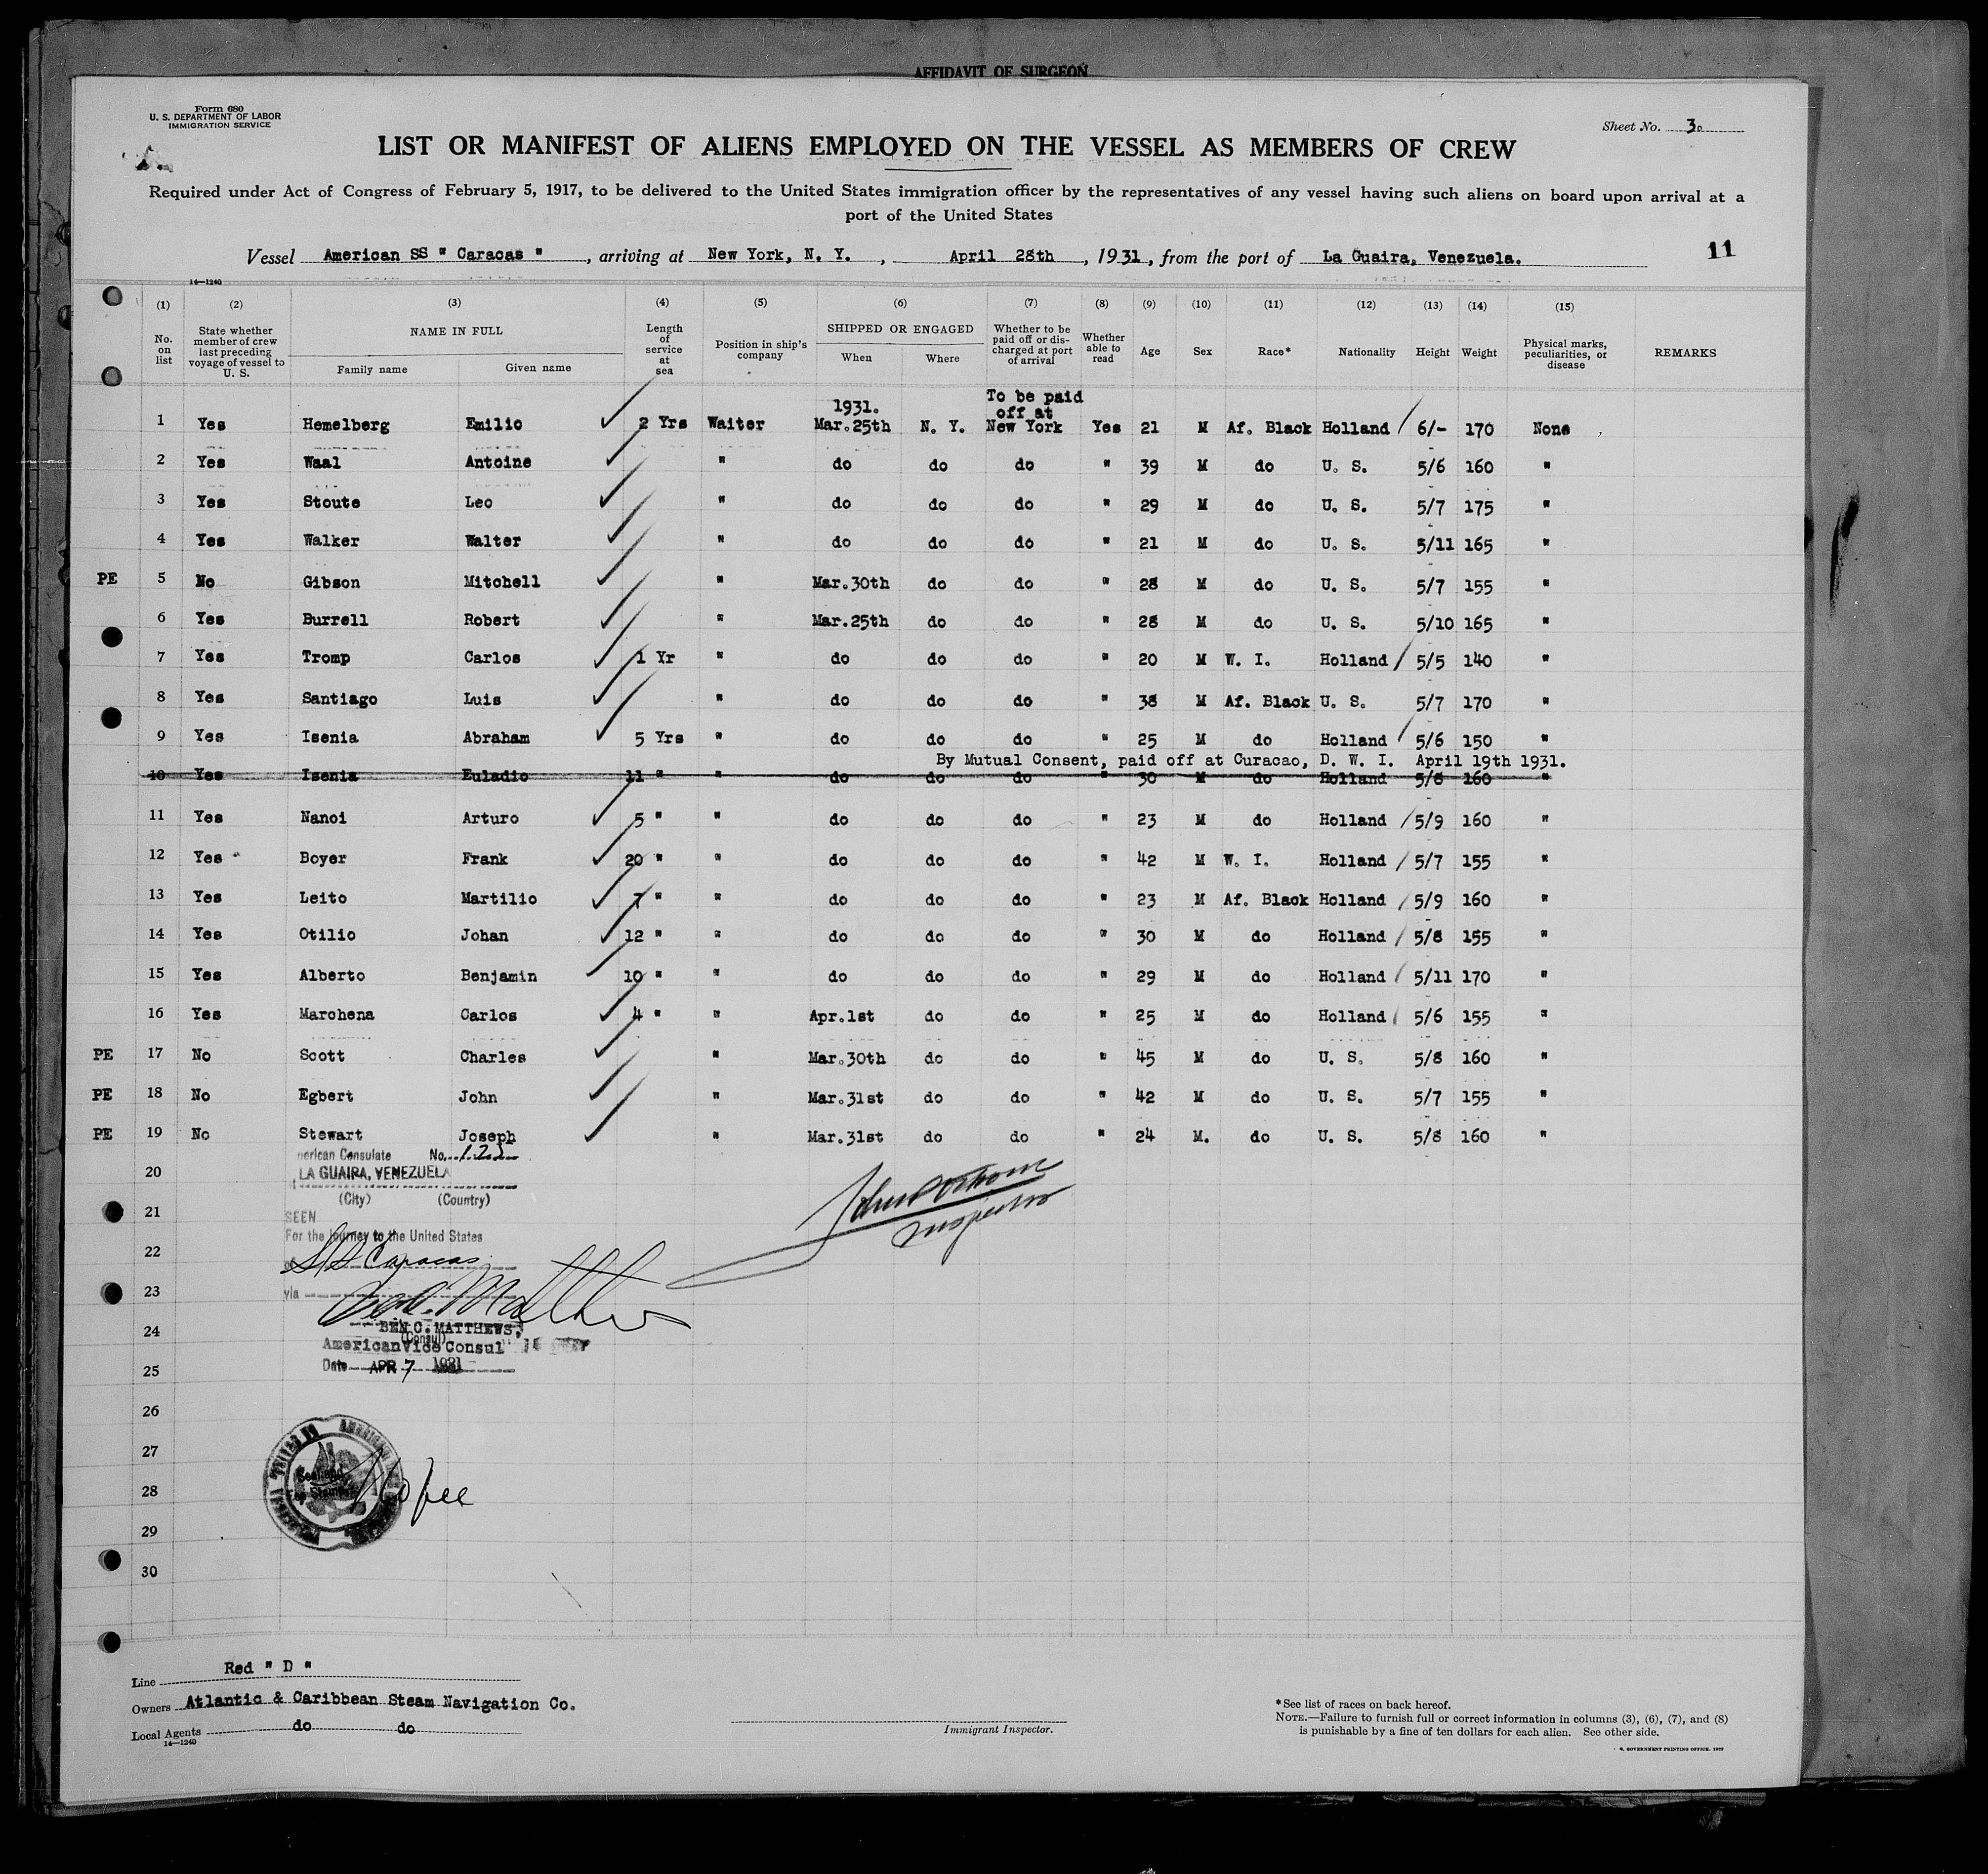 AFFIDAVIT OF SURGEON
Form 680
U. S. DEPARTMENT OF LABOR
IMMIGRATION SERVICE
Sheet No. 3.
LIST OR MANIFEST OF ALIENS EMPLOYED ON THE VESSEL AS MEMBERS OF CREW
Required under Act of Congress of February 5, 1917, to be delivered to the United States immigration officer by the representatives of any vessel having such aliens on board upon arrival at a
port of the United States
Vessel American SS " Caracas ", arriving at New York, N. Y., April 28th, 1931, from the port of La Guaira, Venezuela.
11
14—1240
(1) (2) (3) (4) (5) (6) (7) (8) (9) (10) (11) (12) (13) (14) (15)
No. on list State whether member of crew last preceding voyage of vessel to U. S. NAME IN FULL Family name Given name Length of service at sea Position in ship's company SHIPPED OR ENGAGED When Where Whether to be paid off or discharged at port of arrival Whether able to read Age Sex Race* Nationality Height Weight Physical marks, peculiarities, or disease REMARKS
1931. To be paid off at
1 Yes Hemelberg Emilio 2 Yrs Waiter Mar.25th N. Y. New York Yes 21 M Af. Black Holland 6/- 170 None
2 Yes Waal Antoine " do do do " 39 M do U. S. 5/6 160 "
3 Yes Stoute Leo " do do do " 29 M do U. S. 5/7 175 "
4 Yes Walker Walter " do do do " 21 M do U. S. 5/11 165 "
PE 5 No Gibson Mitchell " Mar.30th do do " 28 M do U. S. 5/7 155 "
6 Yes Burrell Robert " Mar.25th do do " 28 M do U. S. 5/10 165 "
7 Yes Tromp Carlos 1 Yr " do do do " 20 M W. I. Holland 5/5 140 "
8 Yes Santiago Luis " do do do " 38 M Af. Black U. S. 5/7 170 "
9 Yes Isenia Abraham 5 Yrs " do do do " 25 M do Holland 5/6 150 "
By Mutual Consent, paid off at Curacao, D. W. I. April 19th 1931.
10 Yes Isenia Euladio 11 " " do do do " 30 M do Holland 5/8 160 "
11 Yes Nanoi Arturo 5 " " do do do " 23 M do Holland 5/9 160 "
12 Yes Boyer Frank 20 " " do do do " 42 M W. I. Holland 5/7 155 "
13 Yes Leito Martilio 7 " " do do do " 23 M Af. Black Holland 5/9 160 "
14 Yes Otilio Johan 12 " " do do do " 30 M do Holland 5/8 155 "
15 Yes Alberto Benjamin 10 " " do do do " 29 M do Holland 5/11 170 "
16 Yes Marchena Carlos 4 " " Apr.1st do do " 25 M do Holland 5/6 155 "
PE 17 No Scott Charles " Mar.30th do do " 45 M do U. S. 5/8 160 "
PE 18 No Egbert John " Mar.31st do do " 42 M do U. S. 5/7 155 "
PE 19 No Stewart Joseph " Mar.31st do do " 24 M. do U. S. 5/8 160 "
merican Consulate No.
20 LA GUAIRA, VENEZUELA
(City) (Country)
21 SEEN
For the journey to the United States
22 SS Caracas
23 via
24 BEN C. MATTHEWS,
(Consul)
American Vice Consul
25 Date APR 7 1931
Inspector
26
27
28 No fee
29
30
Line Red " D "
Owners Atlantic & Caribbean Steam Navigation Co.
Local Agents do do
14—1240
Immigrant Inspector.
*See list of races on back hereof.
NOTE.—Failure to furnish full or correct information in columns (3), (6), (7), and (8)
is punishable by a fine of ten dollars for each alien. See other side.